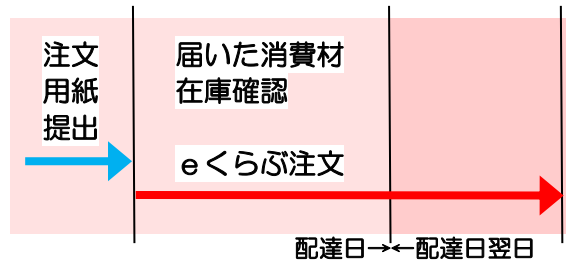 注文
用紙
提出
届いた消費材
在庫確認
eくらぶ注文
配達日→←配達日翌日